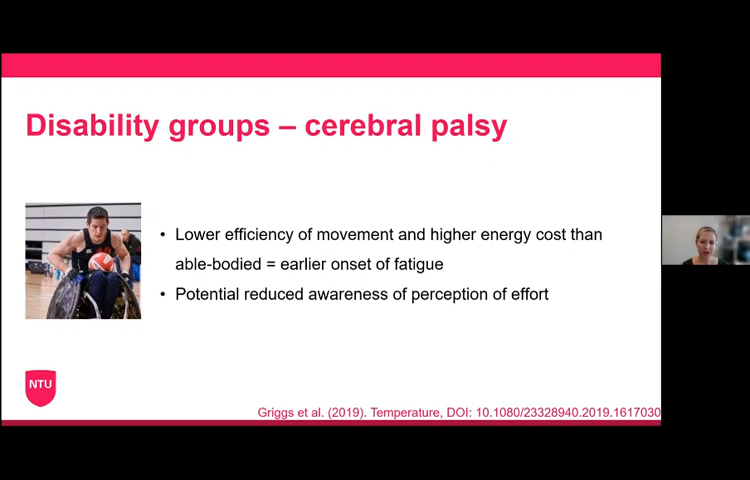 Disability groups – cerebral palsy
• Lower efficiency of movement and higher energy cost than
able-bodied = earlier onset of fatigue
• Potential reduced awareness of perception of effort
NTU
Griggs et al. (2019). Temperature, DOI: 10.1080/23328940.2019.1617030